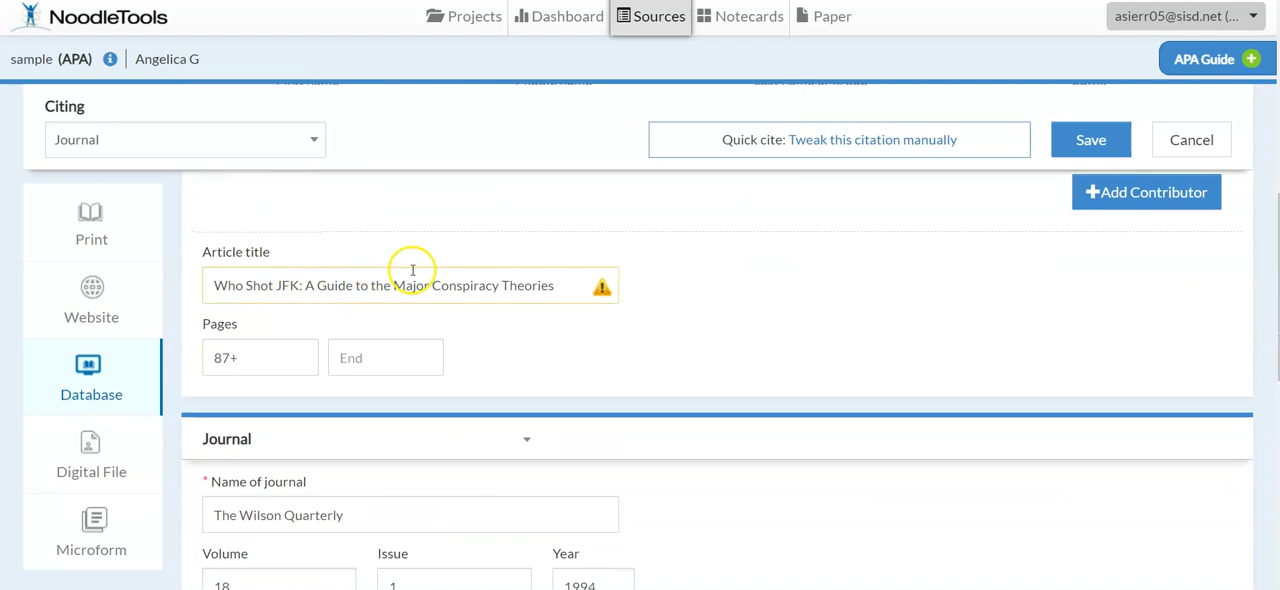 NoodleTools
Projects
Dashboard
Sources
Notecards
Paper
asierr05@sisd.net (...
sample (APA)
Angelica G
APA Guide
Citing
Journal
Quick cite: Tweak this citation manually
Save
Cancel
Add Contributor
Print
Website
Database
Digital File
Microform
Article title
Who Shot JFK: A Guide to the Major Conspiracy Theories
Pages
87+
End
Journal
* Name of journal
The Wilson Quarterly
Volume
Issue
Year
18
1
1994